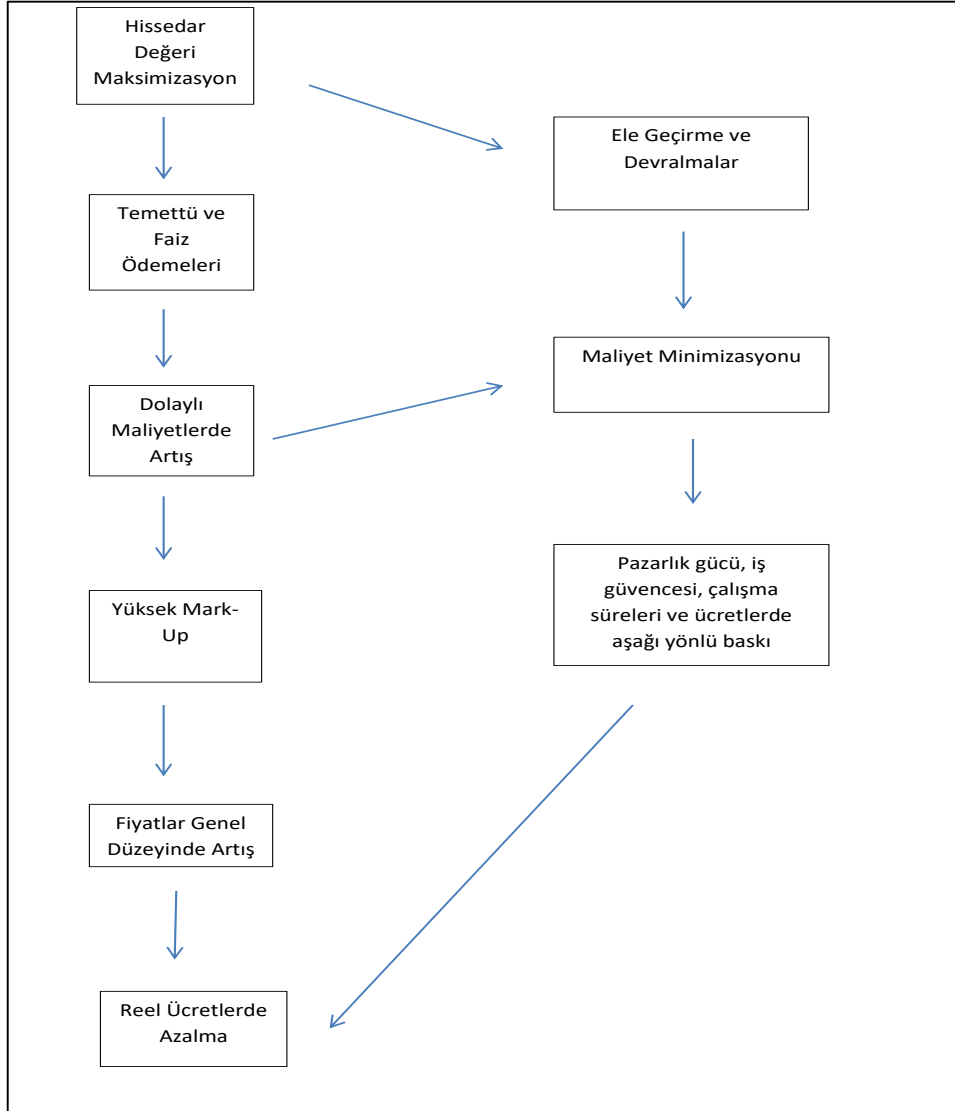 Hissedar
Değeri
Maksimizasyon
Ele Geçirme ve
Devralmalar
Temettü ve
Faiz
Ödemeleri
Maliyet Minimizasyonu
Dolaylı
Maliyetlerde
Artış
Pazarlık gücü, iş
güvencesi, çalışma
süreleri ve ücretlerde
aşağı yönlü baskı
Yüksek Mark-
Up
Fiyatlar Genel
Düzeyinde Artış
Reel Ücretlerde
Azalma